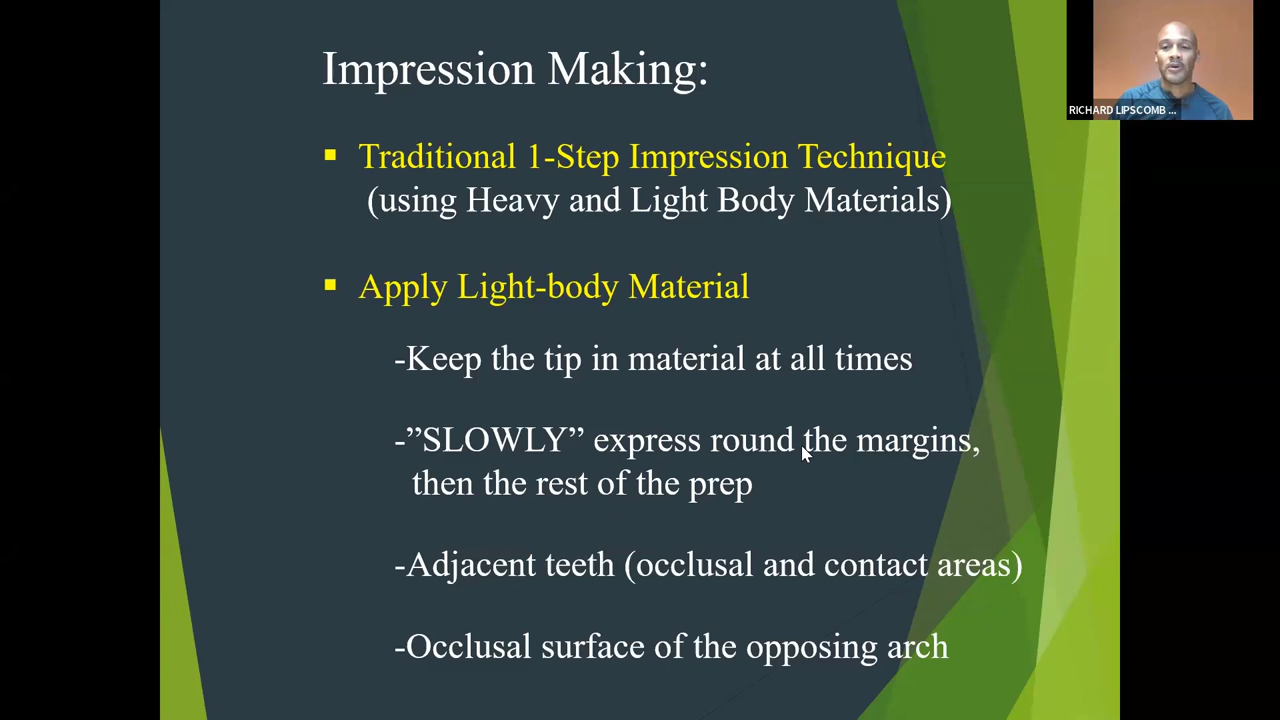 Impression Making:
RICHARD LIPSCOMB ...
▪ Traditional 1-Step Impression Technique
(using Heavy and Light Body Materials)
▪ Apply Light-body Material
-Keep the tip in material at all times
-”SLOWLY” express round the margins,
then the rest of the prep
-Adjacent teeth (occlusal and contact areas)
-Occlusal surface of the opposing arch